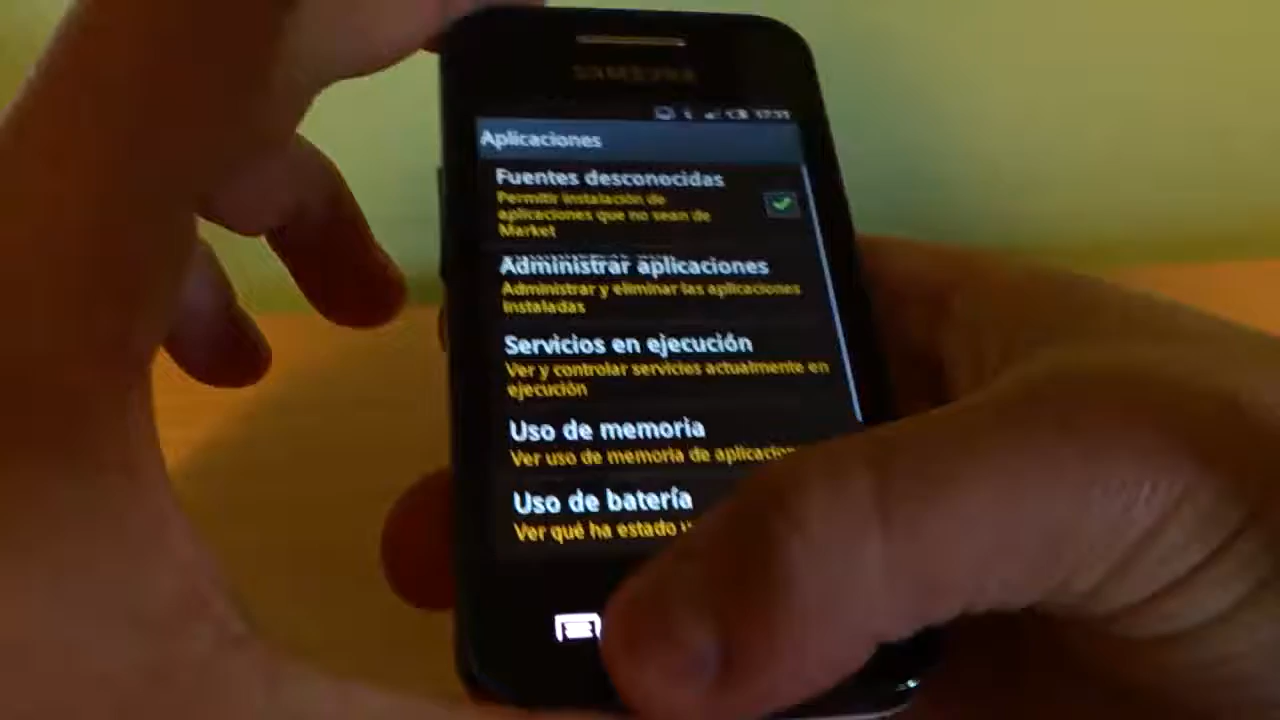 SAMSUNG
Aplicaciones
Fuentes desconocidas
Permitir instalación de
aplicaciones que no sean de
Market
Administrar aplicaciones
Administrar y eliminar las aplicaciones
instaladas
Servicios en ejecución
Ver y controlar servicios actualmente en
ejecución
Uso de memoria
Ver uso de memoria de
Uso de batería
Ver qué ha estado